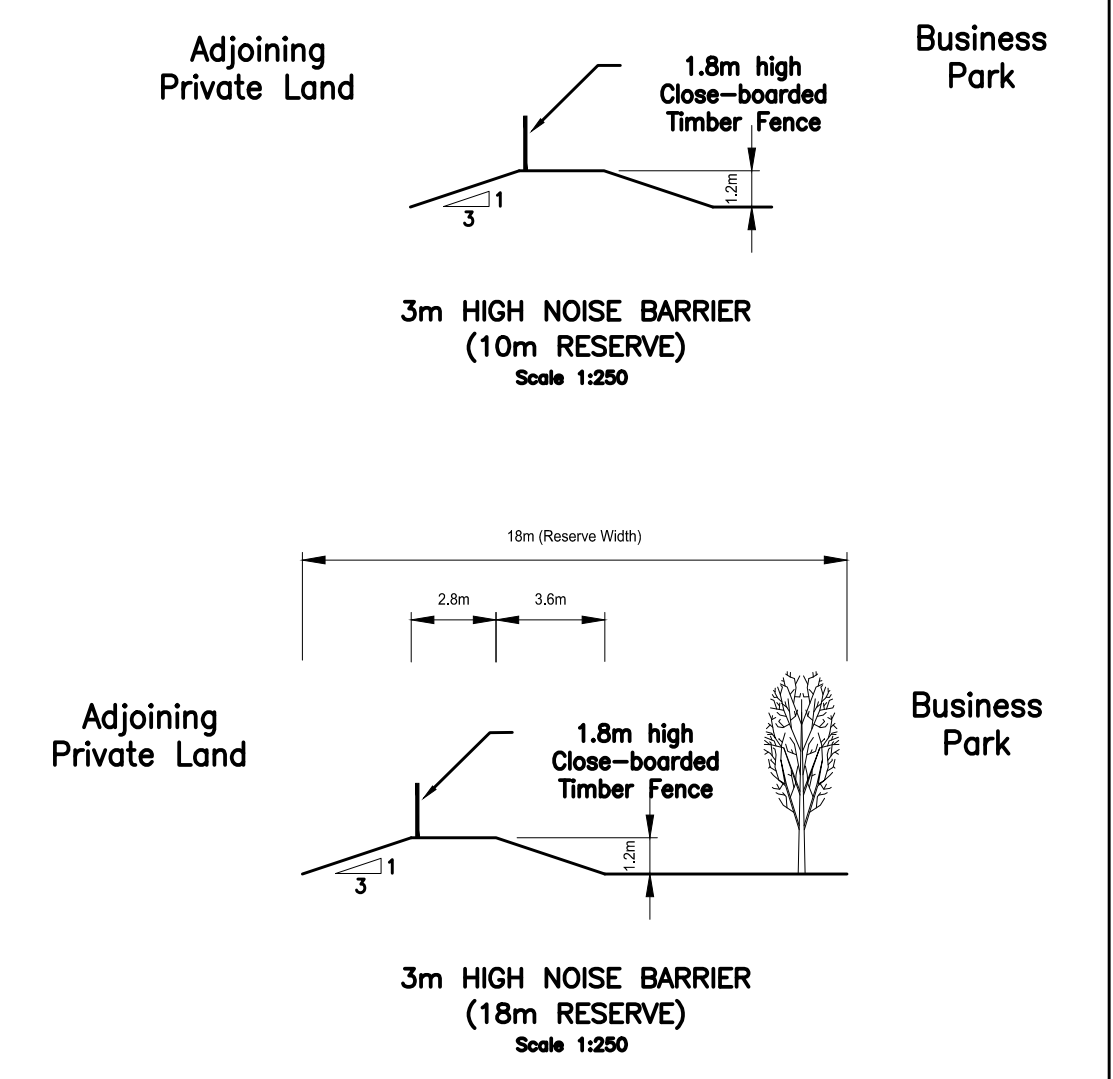 Adjoining
Private Land
Business
Park
1.8m high
Close-boarded
Timber Fence
1.2m
1
3
3m HIGH NOISE BARRIER
(10m RESERVE)
Scale 1:250
18m (Reserve Width)
2.8m
3.6m
Adjoining
Private Land
Business
Park
1.8m high
Close-boarded
Timber Fence
1.2m
1
3
3m HIGH NOISE BARRIER
(18m RESERVE)
Scale 1:250